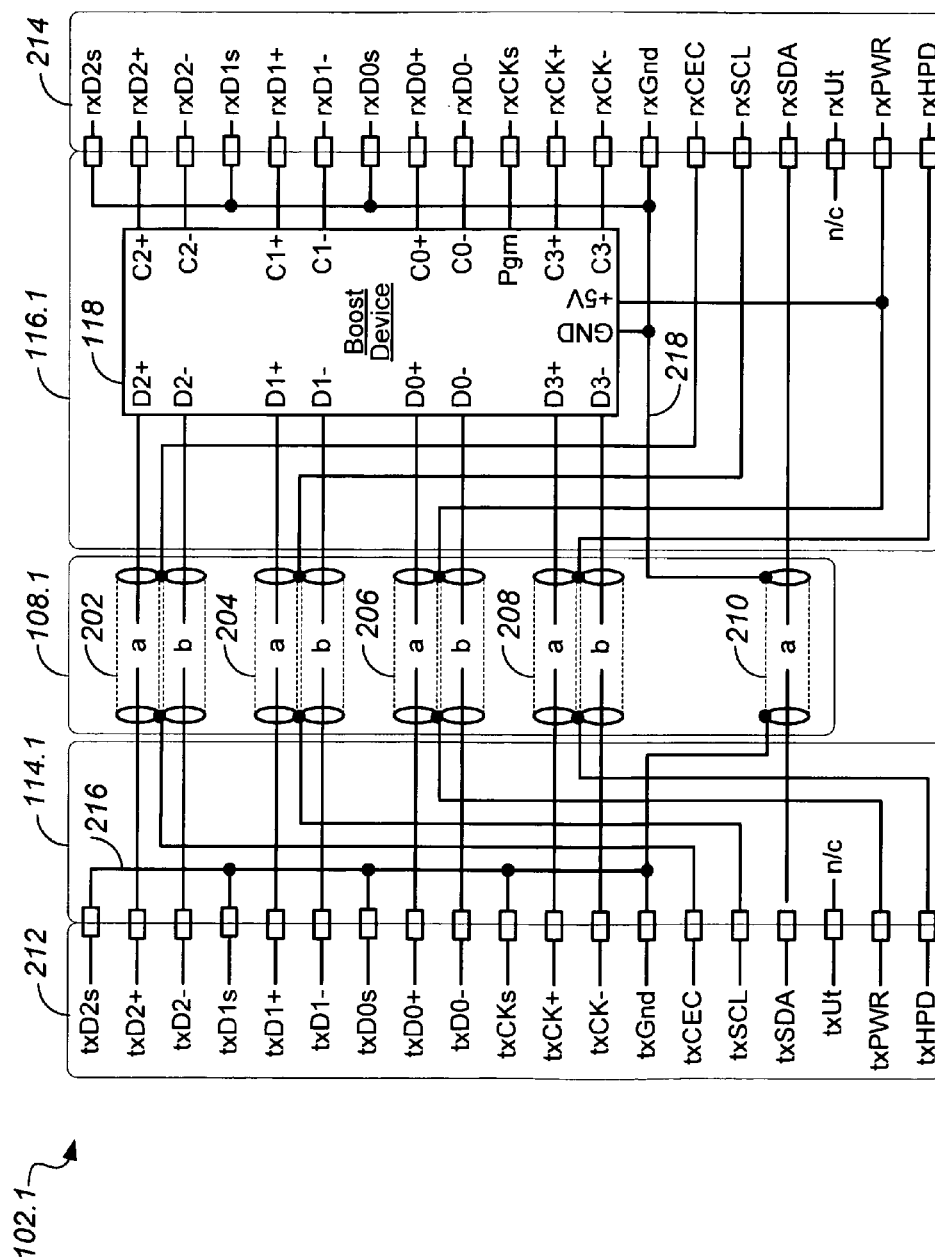 102.1
212
114.1
108.1
116.1
214
216
202
204
206
208
210
118
218
txD2s
txD2+
txD2-
txD1s
txD1+
txD1-
txD0s
txD0+
txD0-
txCKs
txCK+
txCK-
txGnd
txCEC
txSCL
txSDA
txUt
txPWR
txHPD
n/c
a
b
a
b
a
b
a
b
a
D2+
D2-
D1+
D1-
D0+
D0-
D3+
D3-
Boost
Device
GND
+5V
C2+
C2-
C1+
C1-
C0+
C0-
Pgm
C3+
C3-
n/c
rxD2s
rxD2+
rxD2-
rxD1s
rxD1+
rxD1-
rxD0s
rxD0+
rxD0-
rxCKs
rxCK+
rxCK-
rxGnd
rxCEC
rxSCL
rxSDA
rxUt
rxPWR
rxHPD